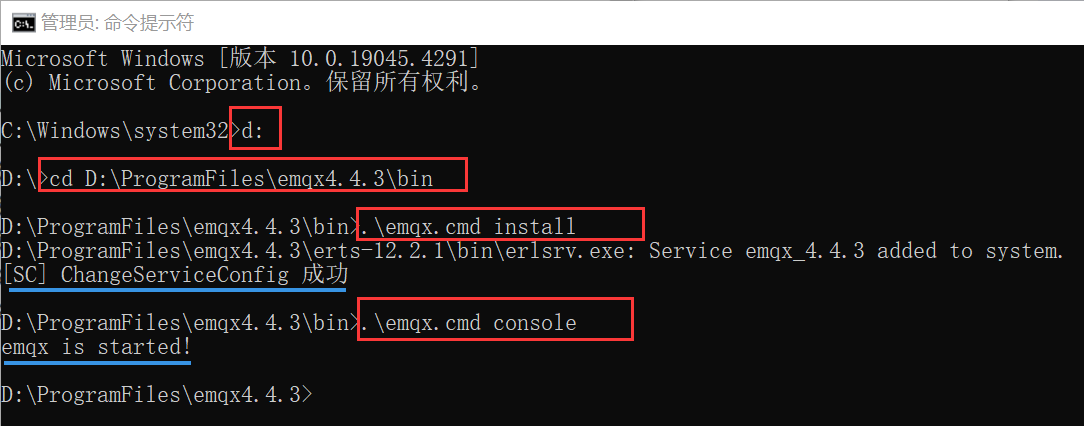 管理员: 命令提示符
Microsoft Windows [版本 10.0.19045.4291]
(c) Microsoft Corporation。保留所有权利。
C:\Windows\system32>d:
D:\>cd D:\ProgramFiles\emqx4.4.3\bin
D:\ProgramFiles\emqx4.4.3\bin>.\emqx.cmd install
D:\ProgramFiles\emqx4.4.3\erts-12.2.1\bin\erlsrv.exe: Service emqx_4.4.3 added to system.
[SC] ChangeServiceConfig 成功
D:\ProgramFiles\emqx4.4.3\bin>.\emqx.cmd console
emqx is started!
D:\ProgramFiles\emqx4.4.3>